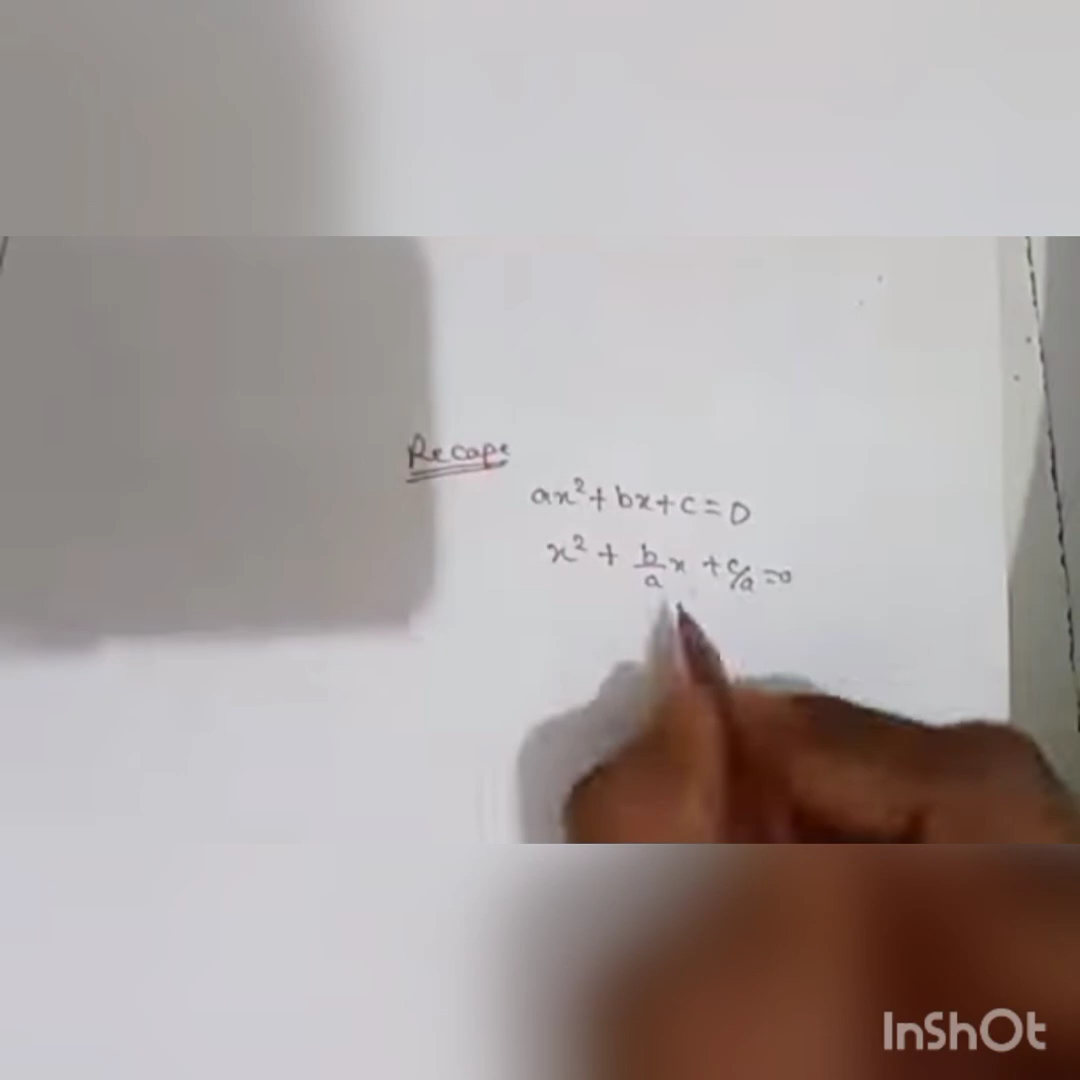 Recape
ax²+bx+c=0
x² + b/a x + c/a =0
InShOt